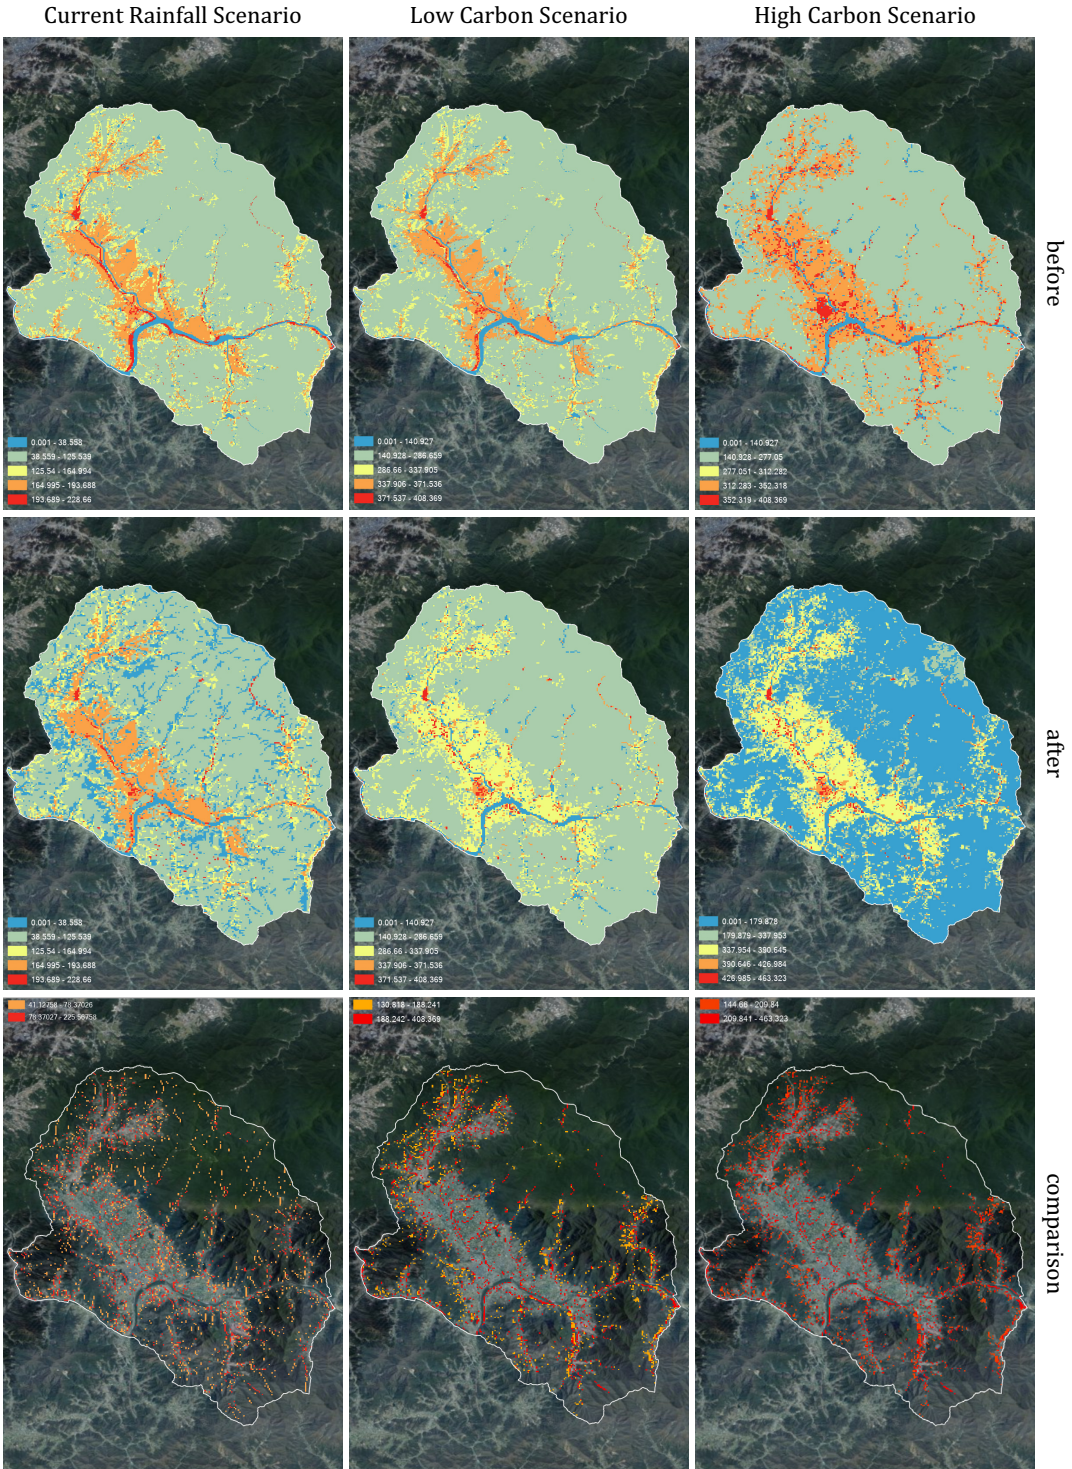 Current Rainfall Scenario
Low Carbon Scenario
High Carbon Scenario
before
0.001 - 38.558
38.559 - 125.539
125.54 - 164.994
164.995 - 193.688
193.689 - 228.66
0.001 - 140.927
140.928 - 286.659
286.66 - 337.905
337.906 - 371.536
371.537 - 408.369
0.001 - 140.927
140.928 - 277.05
277.051 - 312.282
312.283 - 352.318
352.319 - 408.369
after
0.001 - 38.558
38.559 - 125.539
125.54 - 164.994
164.995 - 193.688
193.689 - 228.66
0.001 - 140.927
140.928 - 286.659
286.66 - 337.905
337.906 - 371.536
371.537 - 408.369
0.001 - 179.878
179.879 - 337.953
337.954 - 390.645
390.646 - 426.984
426.985 - 463.323
comparison
41.12758 - 78.37026
78.37027 - 225.56758
130.818 - 188.241
188.242 - 408.369
144.66 - 209.84
209.841 - 463.323